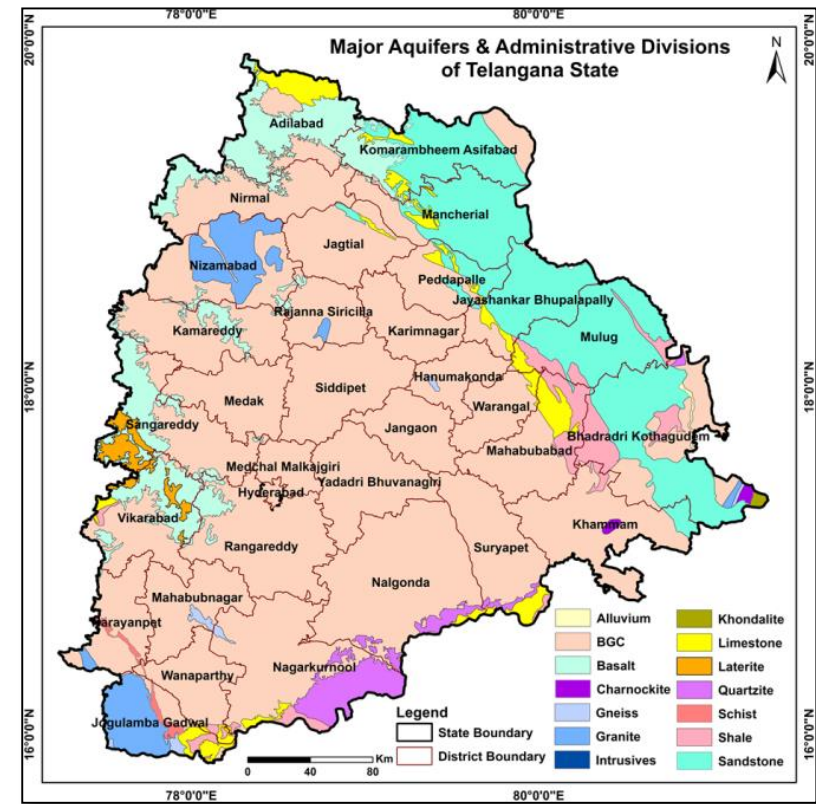 78°0'0"E 80°0'0"E
20°0'0"N 20°0'0"N
Major Aquifers & Administrative Divisions
of Telangana State
N
Adilabad
Komarambheem Asifabad
Nirmal
Mancherial
Jagtial
Nizamabad
Peddapalle
Jayashankar Bhupalapally
Rajanna Siricilla
Kamareddy
Karimnagar
Mulug
18°0'0"N 18°0'0"N
Hanumakonda
Siddipet
Medak
Warangal
Sangareddy
Jangaon
Bhadradri Kothagudem
Mahabubabad
Medchal Malkajgiri
Yadadri Bhuvanagiri
Hyderabad
Vikarabad
Khammam
Rangareddy
Suryapet
Nalgonda
Mahabubnagar
Narayanpet
Nagarkurnool
Wanaparthy
Jogulamba Gadwal
16°0'0"N 16°0'0"N
Legend
State Boundary
District Boundary
Km
0 40 80
Alluvium
BGC
Basalt
Charnockite
Gneiss
Granite
Intrusives
Khondalite
Limestone
Laterite
Quartzite
Schist
Shale
Sandstone
78°0'0"E 80°0'0"E